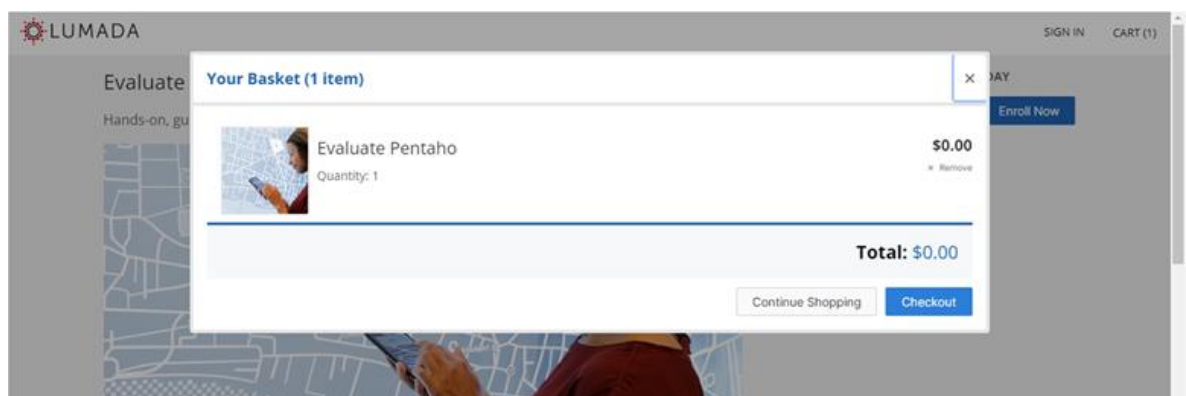 LUMADA
SIGN IN CART (1)
Evaluate
Your Basket (1 item)
×
DAY
Hands-on, gu
Enroll Now
Evaluate Pentaho
$0.00
Quantity: 1
× Remove
Total: $0.00
Continue Shopping Checkout